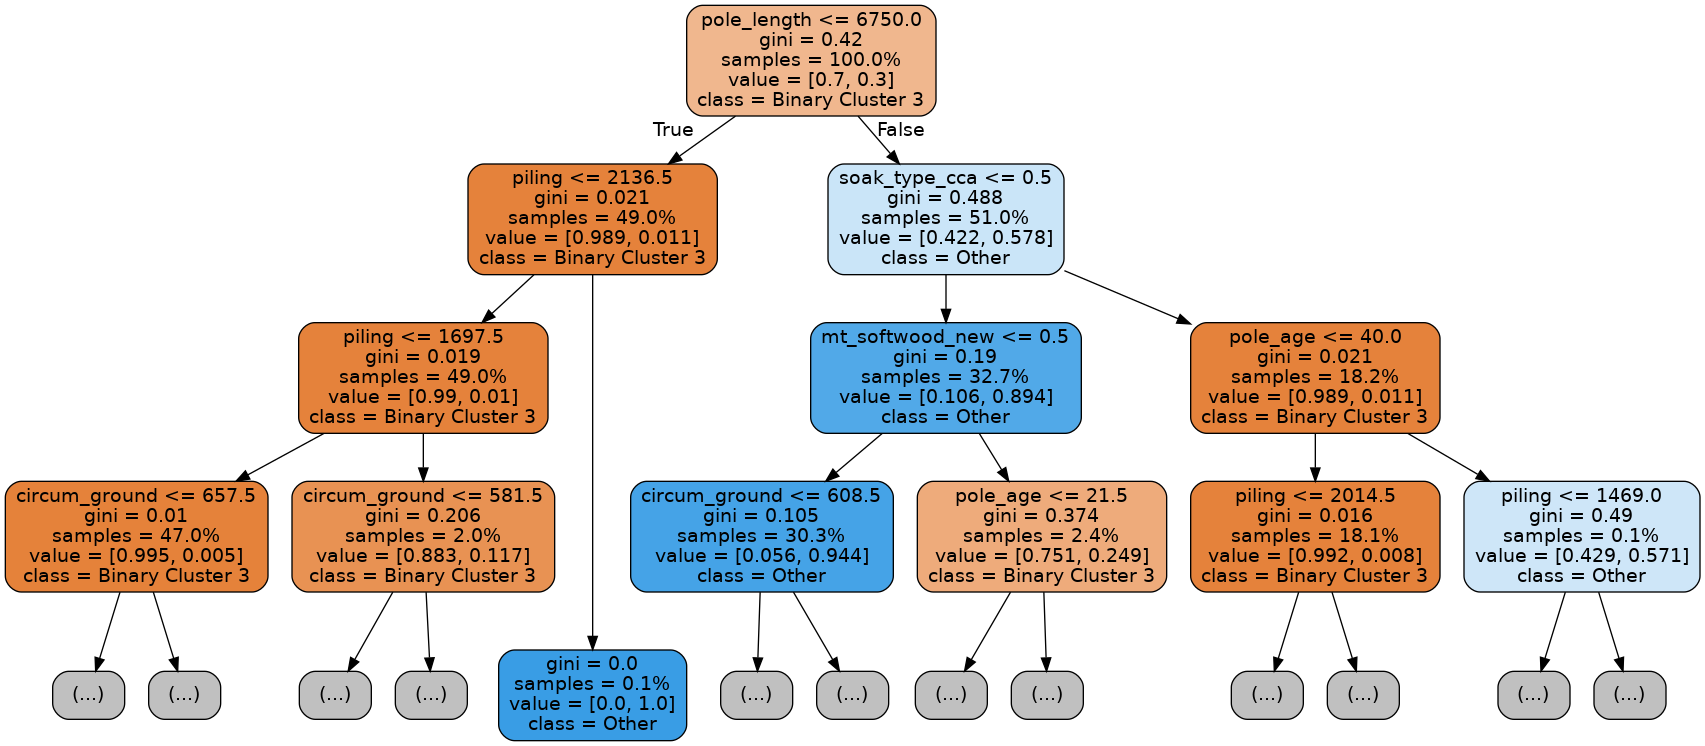 pole_length <= 6750.0
gini = 0.42
samples = 100.0%
value = [0.7, 0.3]
class = Binary Cluster 3
True
False
piling <= 2136.5
gini = 0.021
samples = 49.0%
value = [0.989, 0.011]
class = Binary Cluster 3
soak_type_cca <= 0.5
gini = 0.488
samples = 51.0%
value = [0.422, 0.578]
class = Other
piling <= 1697.5
gini = 0.019
samples = 49.0%
value = [0.99, 0.01]
class = Binary Cluster 3
mt_softwood_new <= 0.5
gini = 0.19
samples = 32.7%
value = [0.106, 0.894]
class = Other
pole_age <= 40.0
gini = 0.021
samples = 18.2%
value = [0.989, 0.011]
class = Binary Cluster 3
circum_ground <= 657.5
gini = 0.01
samples = 47.0%
value = [0.995, 0.005]
class = Binary Cluster 3
circum_ground <= 581.5
gini = 0.206
samples = 2.0%
value = [0.883, 0.117]
class = Binary Cluster 3
circum_ground <= 608.5
gini = 0.105
samples = 30.3%
value = [0.056, 0.944]
class = Other
pole_age <= 21.5
gini = 0.374
samples = 2.4%
value = [0.751, 0.249]
class = Binary Cluster 3
piling <= 2014.5
gini = 0.016
samples = 18.1%
value = [0.992, 0.008]
class = Binary Cluster 3
piling <= 1469.0
gini = 0.49
samples = 0.1%
value = [0.429, 0.571]
class = Other
(...)
(...)
(...)
(...)
gini = 0.0
samples = 0.1%
value = [0.0, 1.0]
class = Other
(...)
(...)
(...)
(...)
(...)
(...)
(...)
(...)